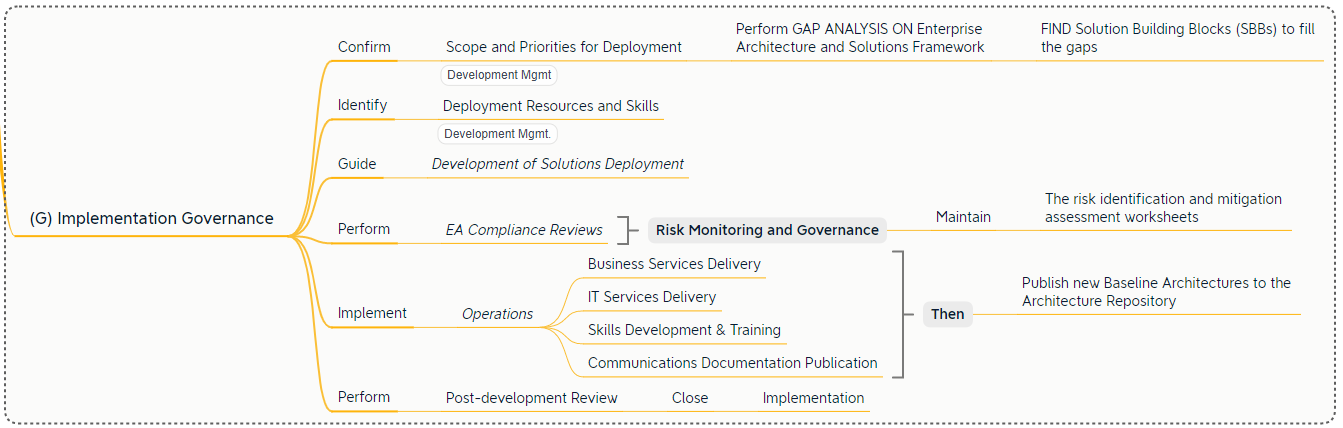 (G) Implementation Governance
Confirm
Scope and Priorities for Deployment
Development Mgmt
Perform GAP ANALYSIS ON Enterprise
Architecture and Solutions Framework
FIND Solution Building Blocks (SBBs) to fill
the gaps
Identify
Deployment Resources and Skills
Development Mgmt.
Guide
Development of Solutions Deployment
Perform
EA Compliance Reviews
Risk Monitoring and Governance
Maintain
The risk identification and mitigation
assessment worksheets
Implement
Operations
Business Services Delivery
IT Services Delivery
Skills Development & Training
Communications Documentation Publication
Then
Publish new Baseline Architectures to the
Architecture Repository
Perform
Post-development Review
Close
Implementation